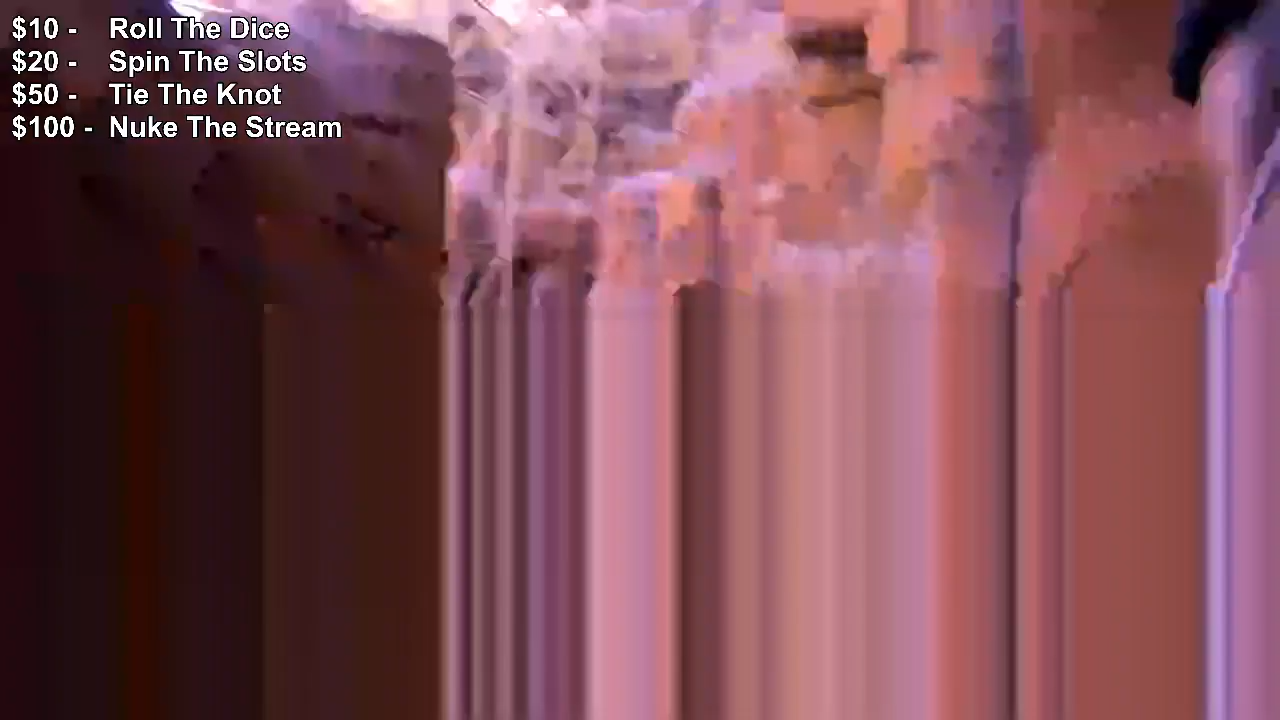 $10 - Roll The Dice
$20 - Spin The Slots
$50 - Tie The Knot
$100 - Nuke The Stream